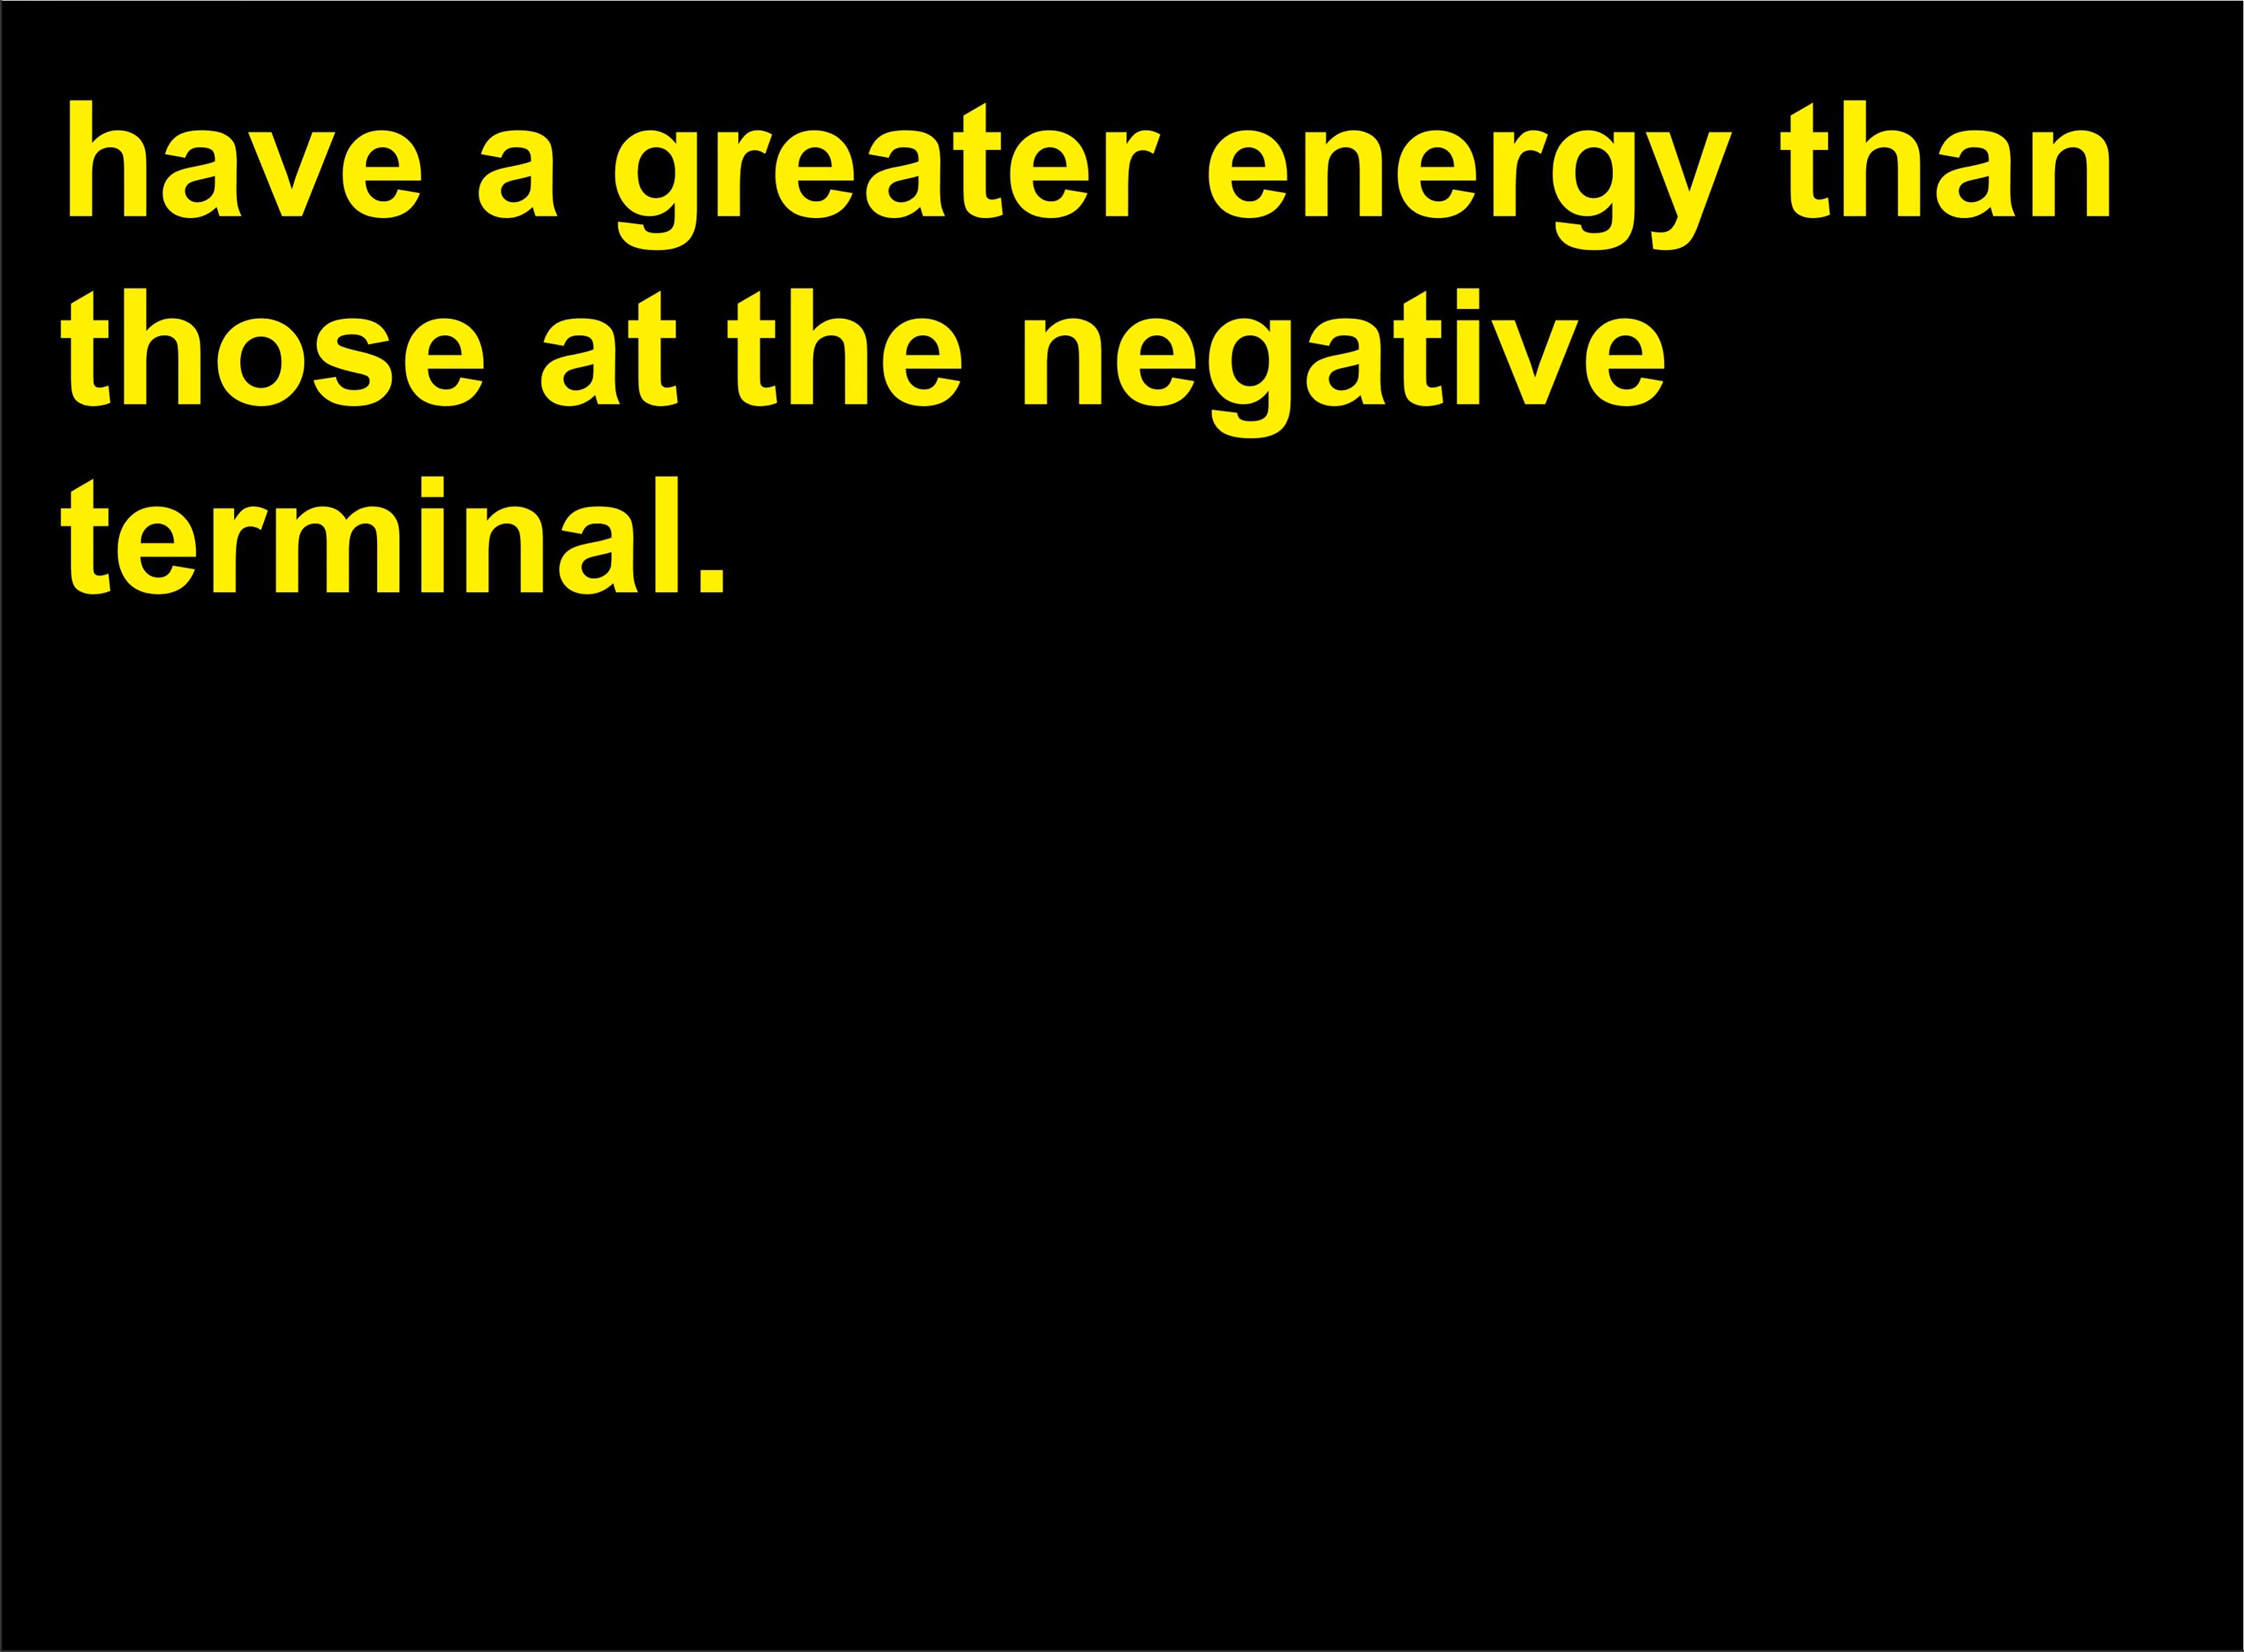 have a greater energy than
those at the negative
terminal.